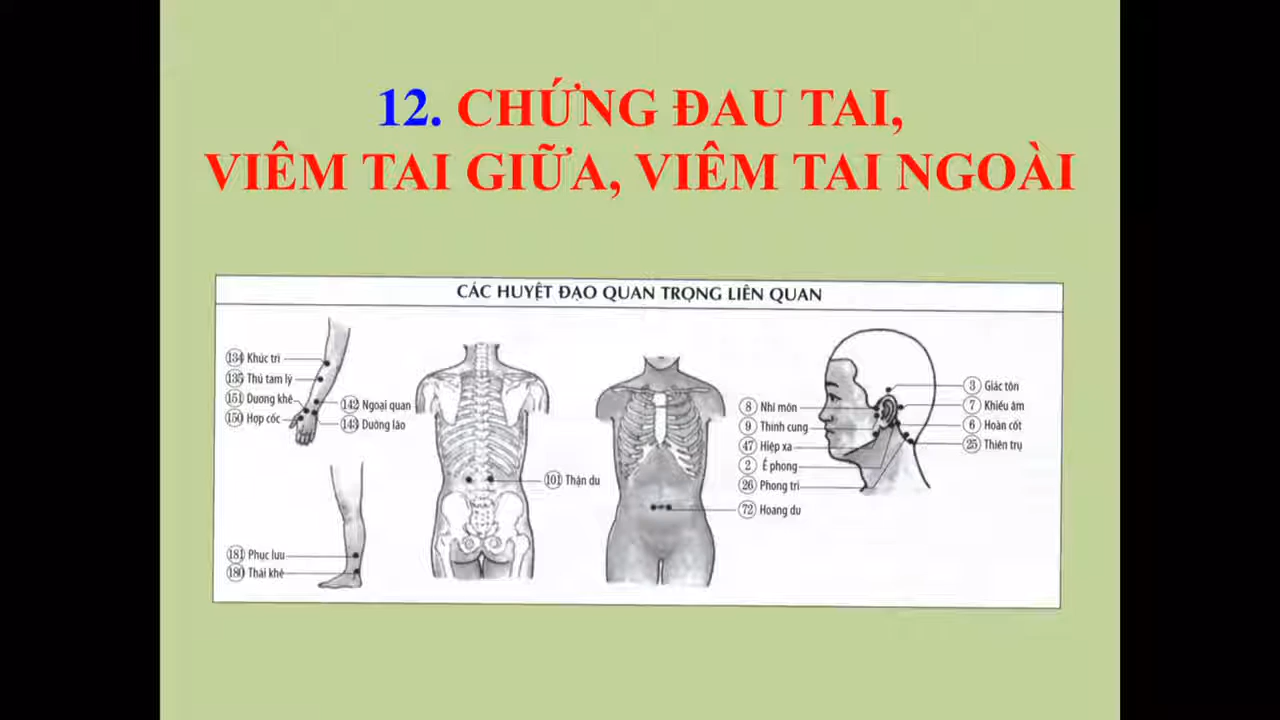 12. CHỨNG ĐAU TAI,
VIÊM TAI GIỮA, VIÊM TAI NGOÀI
CÁC HUYỆT ĐẠO QUAN TRỌNG LIÊN QUAN
134 Khúc trì
135 Thủ tam lý
151 Dương khê
150 Hợp cốc
142 Ngoại quan
143 Dưỡng lão
181 Phục lưu
180 Thái khê
101 Thận du
8 Nhĩ môn
9 Thính cung
47 Hiệp xa
2 Ế phong
26 Phong trì
72 Hoang du
3 Giác tôn
7 Khiếu âm
6 Hoàn cốt
25 Thiên trụ